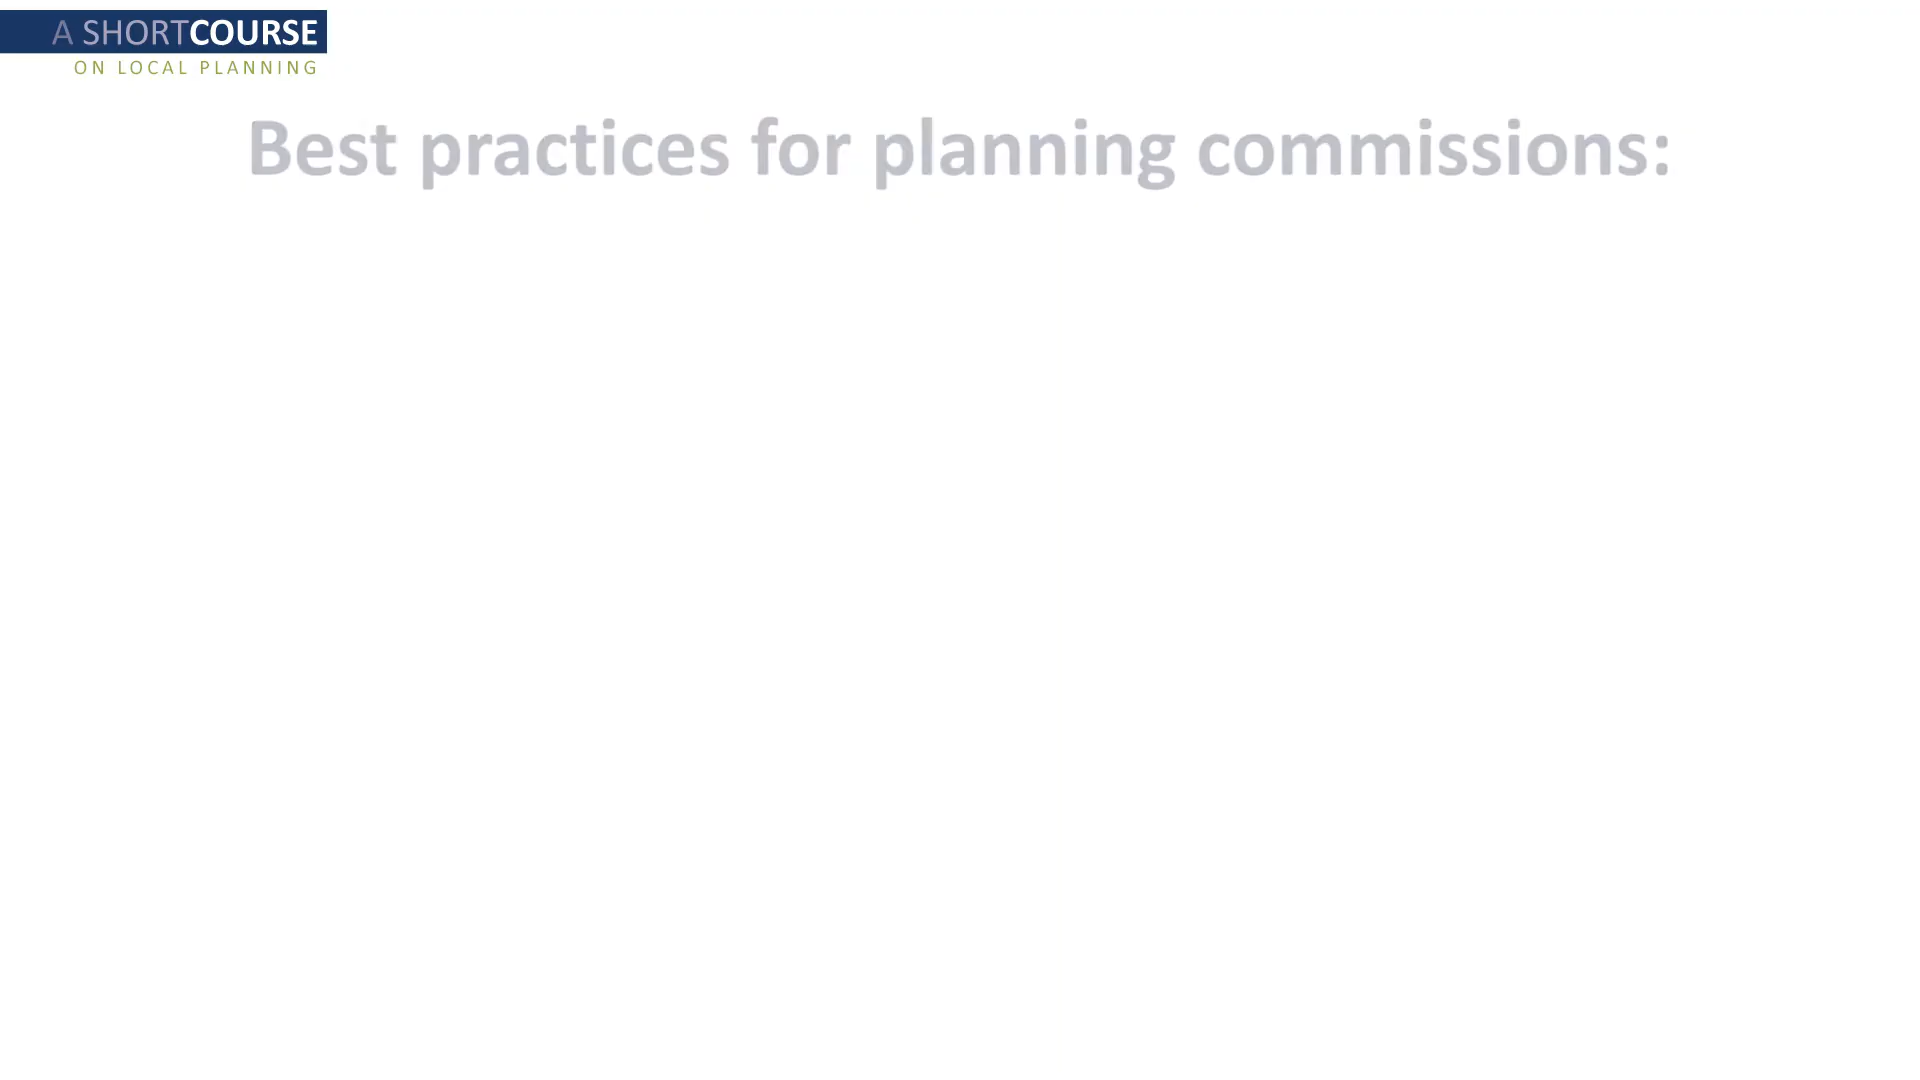 A SHORTCOURSE
ON LOCAL PLANNING
Best practices for planning commissions: